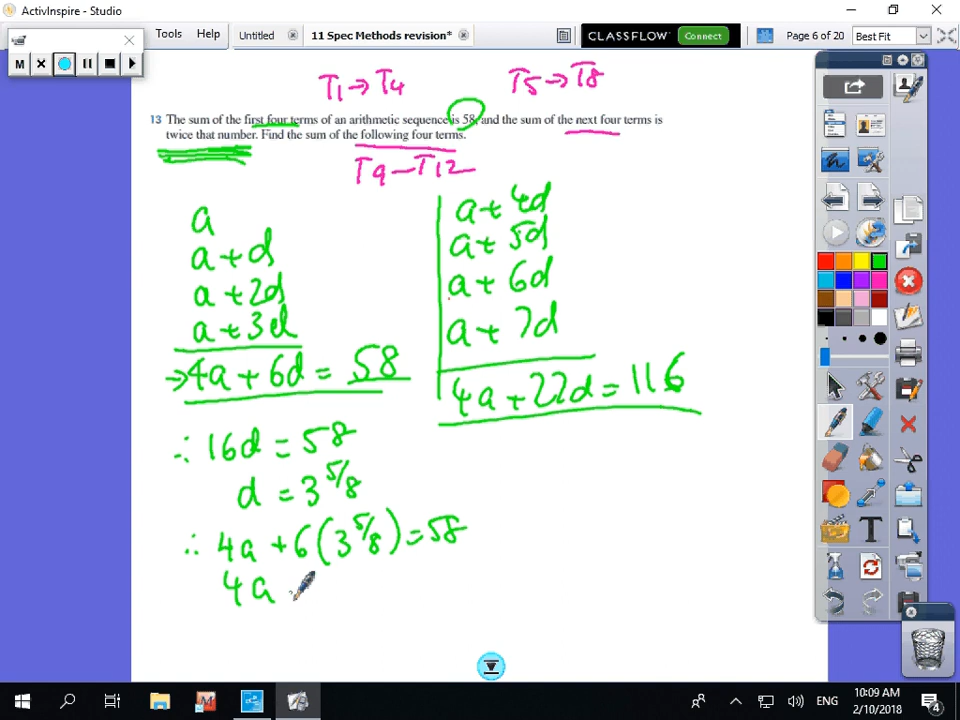 ActivInspire - Studio
Tools Help Untitled 11 Spec Methods revision* CLASSFLOW Connect Page 6 of 20 Best Fit
M
T1→T4 T5→T8
13 The sum of the first four terms of an arithmetic sequence is 58, and the sum of the next four terms is
twice that number. Find the sum of the following four terms.
T9–T12
a
a + d
a + 2d
a + 3d
⇒ 4a + 6d = 58
a + 4d
a + 5d
a + 6d
a + 7d
4a + 22d = 116
∴ 16d = 58
d = 3 5/8
∴ 4a + 6(3 5/8) = 58
4a
T
ENG
10:09 AM
2/10/2018
4